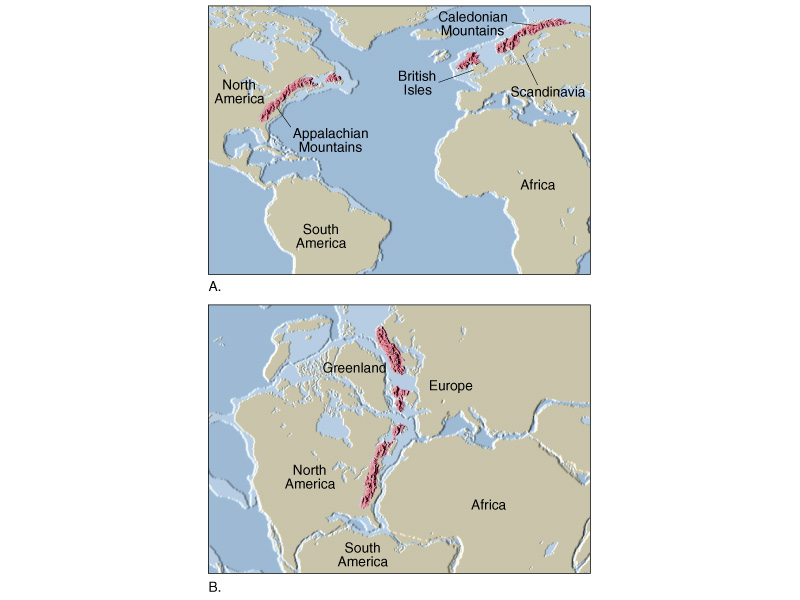 Caledonian
Mountains
British
Isles
Scandinavia
North
America
Appalachian
Mountains
Africa
South
America
A.
Greenland
Europe
North
America
Africa
South
America
B.